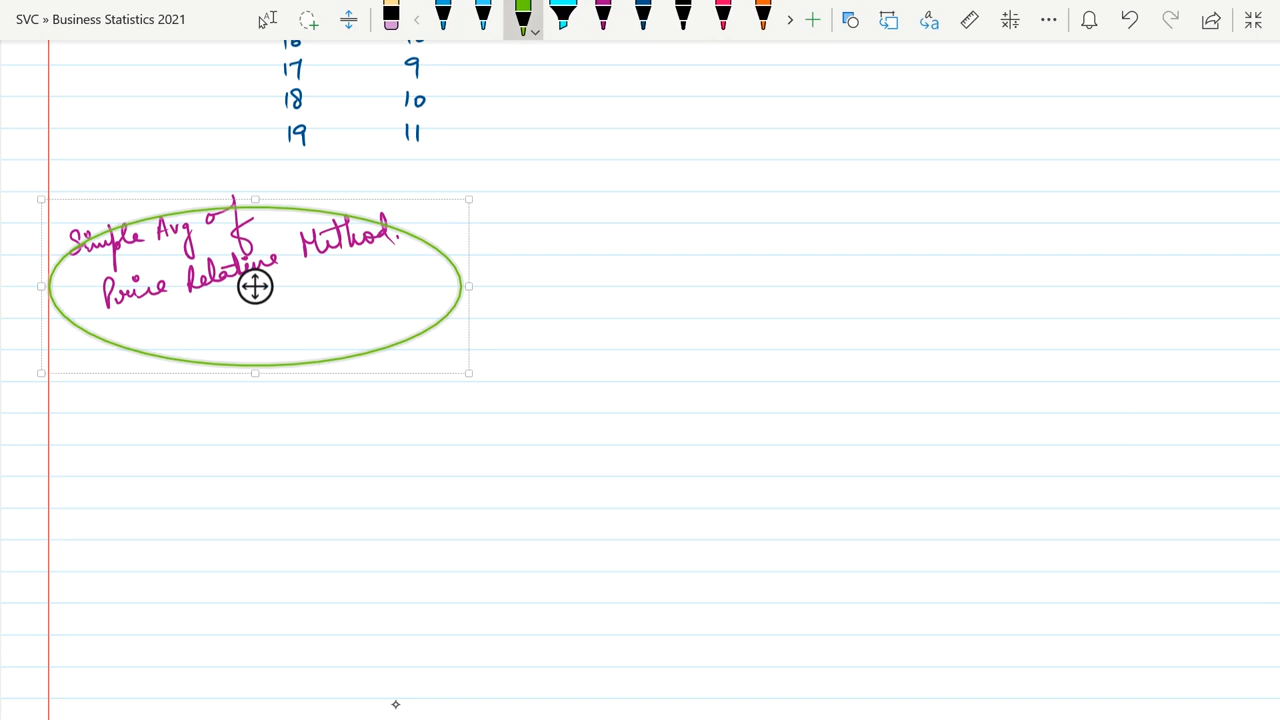 SVC » Business Statistics 2021
17 9
18 10
19 11
Simple Avg of
Price Relative Method.